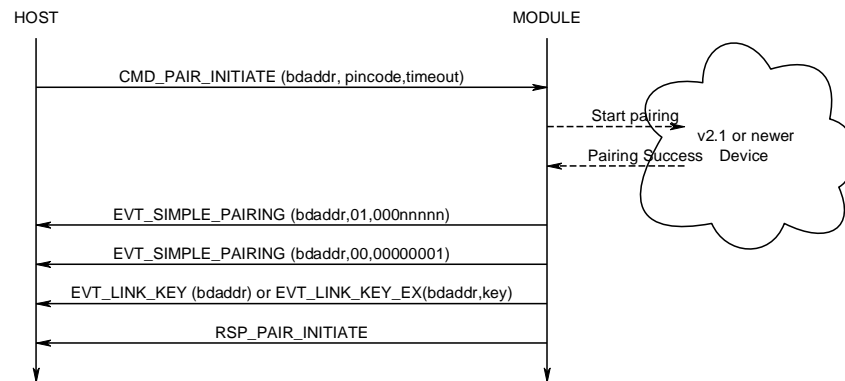 HOST
MODULE
CMD_PAIR_INITIATE (bdaddr, pincode,timeout)
Start pairing
v2.1 or newer
Pairing Success
Device
EVT_SIMPLE_PAIRING (bdaddr,01,000nnnnn)
EVT_SIMPLE_PAIRING (bdaddr,00,00000001)
EVT_LINK_KEY (bdaddr) or EVT_LINK_KEY_EX(bdaddr,key)
RSP_PAIR_INITIATE